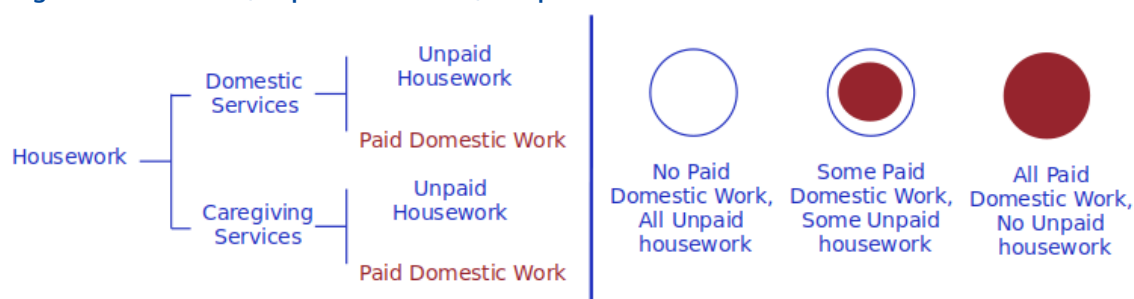 Unpaid
Housework
Domestic
Services
Paid Domestic Work
Housework
Unpaid
Housework
Caregiving
Services
Paid Domestic Work
No Paid
Domestic Work,
All Unpaid
housework
Some Paid
Domestic Work,
Some Unpaid
housework
All Paid
Domestic Work,
No Unpaid
housework